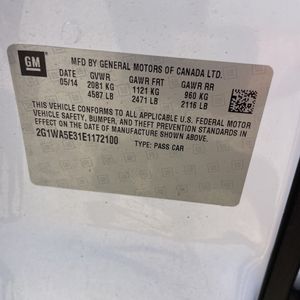 GM
MFD BY GENERAL MOTORS OF CANADA LTD.
DATE GVWR GAWR FRT GAWR RR
05/14 2081 KG 1121 KG 960 KG
4587 LB 2471 LB 2116 LB
THIS VEHICLE CONFORMS TO ALL APPLICABLE U.S. FEDERAL MOTOR
VEHICLE SAFETY, BUMPER, AND THEFT PREVENTION STANDARDS IN
EFFECT ON THE DATE OF MANUFACTURE SHOWN ABOVE.
2G1WA5E31E1172100
TYPE: PASS CAR